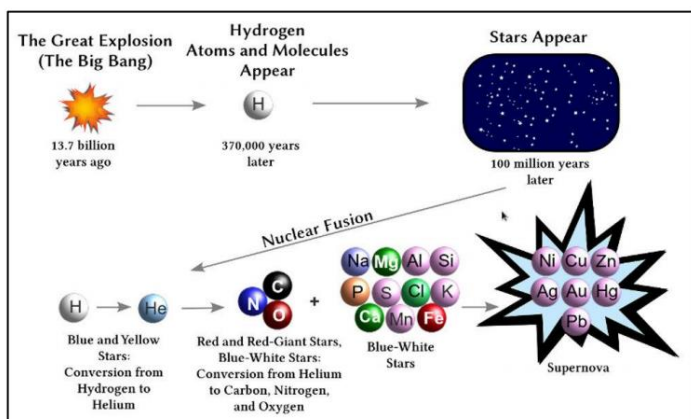 The Great Explosion
(The Big Bang)
13.7 billion
years ago
Hydrogen
Atoms and Molecules
Appear
H
370,000 years
later
Stars Appear
100 million years
later
Nuclear Fusion
H
He
Blue and Yellow
Stars:
Conversion from
Hydrogen to
Helium
C
N
O
Red and Red-Giant Stars,
Blue-White Stars:
Conversion from Helium
to Carbon, Nitrogen,
and Oxygen
+
Na Mg Al Si
P S Cl K
Ca Mn Fe
Blue-White
Stars
Ni Cu Zn
Ag Au Hg
Pb
Supernova